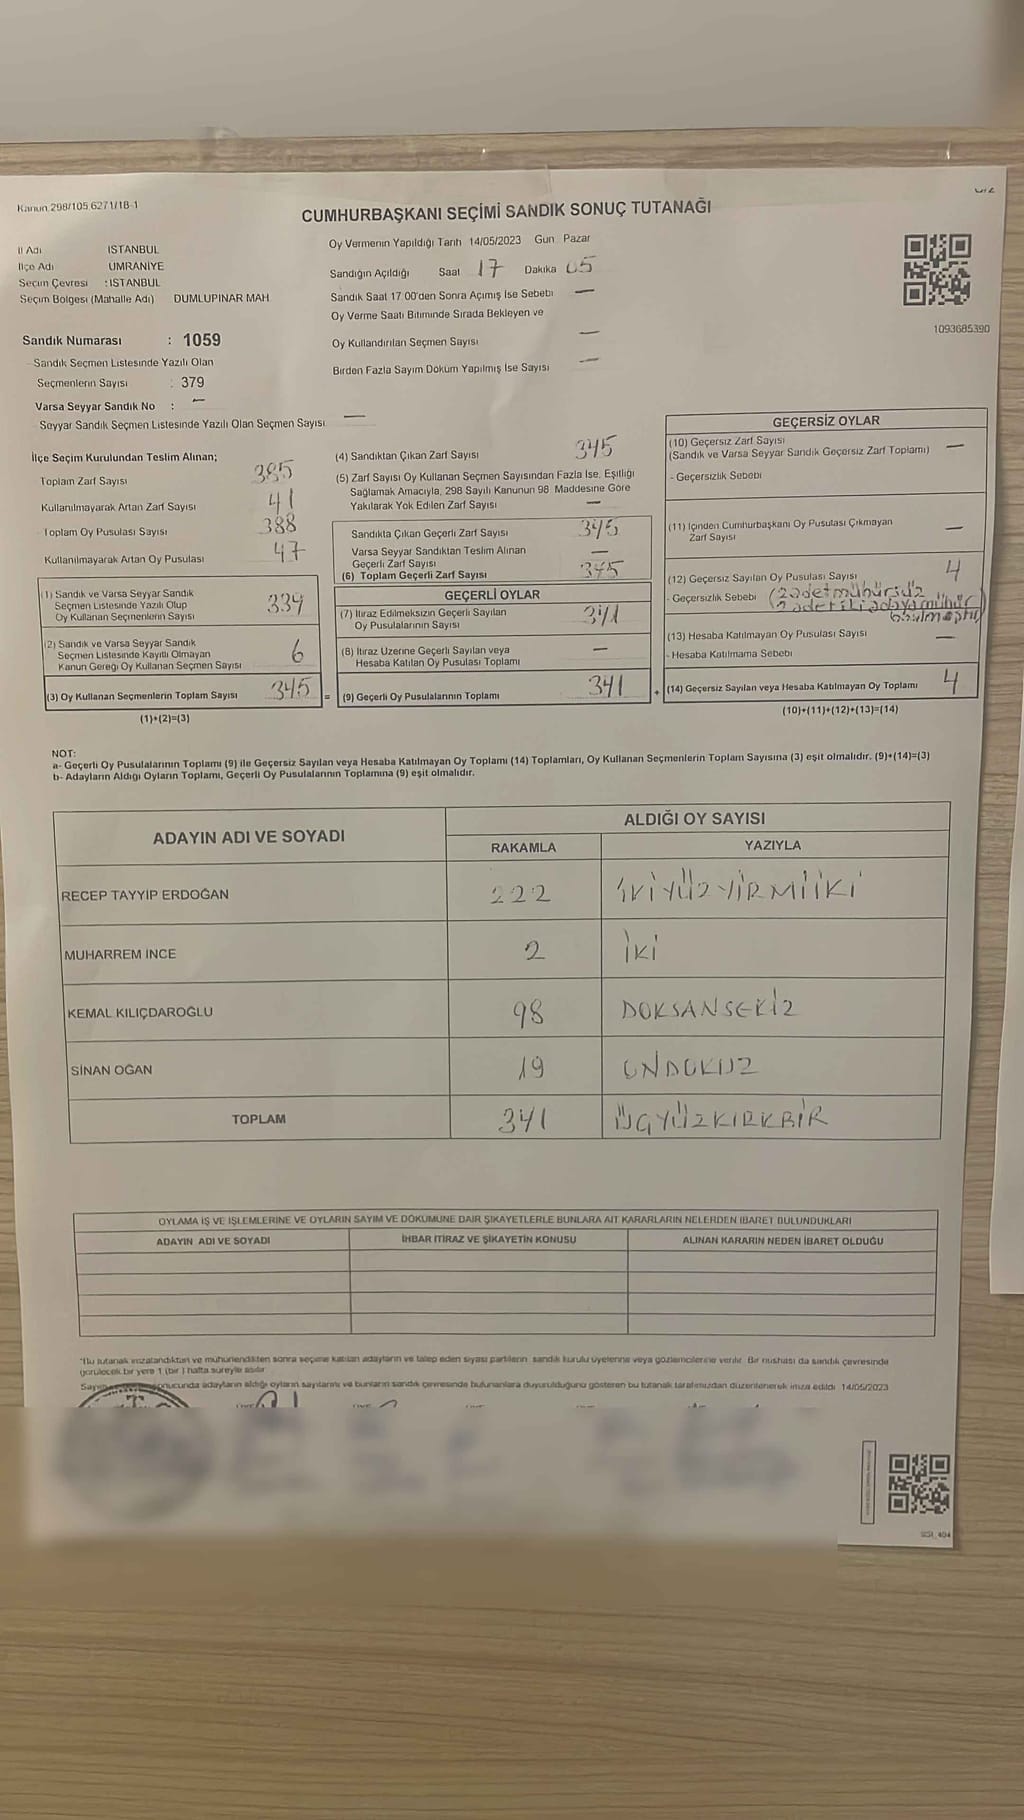 Kanun 298/105 6271/18-1
CUMHURBAŞKANI SEÇİMİ SANDIK SONUÇ TUTANAĞI
İl Adı ISTANBUL
İlçe Adı UMRANİYE
Seçim Çevresi : ISTANBUL
Seçim Bölgesi (Mahalle Adı) DUMLUPINAR MAH
Sandık Numarası : 1059
Sandık Seçmen Listesinde Yazılı Olan
Seçmenlerin Sayısı : 379
Varsa Seyyar Sandık No : —
Seyyar Sandık Seçmen Listesinde Yazılı Olan Seçmen Sayısı —
Oy Vermenin Yapıldığı Tarih 14/05/2023 Gün Pazar
Sandığın Açıldığı Saat 17 Dakika 05
Sandık Saat 17 00'den Sonra Açımış İse Sebebi —
Oy Verme Saati Bitiminde Sırada Bekleyen ve
Oy Kullandırılan Seçmen Sayısı —
Birden Fazla Sayım Döküm Yapılmış İse Sayısı —
1093685390
İlçe Seçim Kurulundan Teslim Alınan;
Toplam Zarf Sayısı 385
Kullanılmayarak Artan Zarf Sayısı 41
Toplam Oy Pusulası Sayısı 388
Kullanılmayarak Artan Oy Pusulası 47
(1) Sandık ve Varsa Seyyar Sandık
Seçmen Listesinde Yazılı Olup
Oy Kullanan Seçmenlerin Sayısı 339
(2) Sandık ve Varsa Seyyar Sandık
Seçmen Listesinde Kayıtlı Olmayan
Kanun Gereği Oy Kullanan Seçmen Sayısı 6
(3) Oy Kullanan Seçmenlerin Toplam Sayısı 345 =
(1)+(2)=(3)
(4) Sandıktan Çıkan Zarf Sayısı 345
(5) Zarf Sayısı Oy Kullanan Seçmen Sayısından Fazla İse, Eşitliği
Sağlamak Amacıyla, 298 Sayılı Kanunun 98 Maddesine Göre
Yakılarak Yok Edilen Zarf Sayısı —
Sandıkta Çıkan Geçerli Zarf Sayısı 345
Varsa Seyyar Sandıktan Teslim Alınan
Geçerli Zarf Sayısı —
(6) Toplam Geçerli Zarf Sayısı 345
GEÇERLİ OYLAR
(7) İtiraz Edilmeksizin Geçerli Sayılan
Oy Pusulalarının Sayısı 341
(8) İtiraz Üzerine Geçerli Sayılan veya
Hesaba Katılan Oy Pusulası Toplamı —
(9) Geçerli Oy Pusulalarının Toplamı 341 +
GEÇERSİZ OYLAR
(10) Geçersiz Zarf Sayısı
(Sandık ve Varsa Seyyar Sandık Geçersiz Zarf Toplamı) —
- Geçersizlik Sebebi
(11) İçinden Cumhurbaşkanı Oy Pusulası Çıkmayan
Zarf Sayısı —
(12) Geçersiz Sayılan Oy Pusulası Sayısı 4
- Geçersizlik Sebebi (2 adet mühürsüz
2 adet iki adaya mühür
basılmıştır)
(13) Hesaba Katılmayan Oy Pusulası Sayısı —
- Hesaba Katılmama Sebebi
(14) Geçersiz Sayılan veya Hesaba Katılmayan Oy Toplamı 4
(10)+(11)+(12)+(13)=(14)
NOT:
a- Geçerli Oy Pusulalarının Toplamı (9) ile Geçersiz Sayılan veya Hesaba Katılmayan Oy Toplamı (14) Toplamları, Oy Kullanan Seçmenlerin Toplam Sayısına (3) eşit olmalıdır. (9)+(14)=(3)
b- Adayların Aldığı Oyların Toplamı, Geçerli Oy Pusulalarının Toplamına (9) eşit olmalıdır.
ADAYIN ADI VE SOYADI ALDIĞI OY SAYISI
RAKAMLA YAZIYLA
RECEP TAYYİP ERDOĞAN 222 İKİYÜZYİRMİİKİ
MUHARREM İNCE 2 İKİ
KEMAL KILIÇDAROĞLU 98 DOKSANSEKİZ
SİNAN OĞAN 19 ONDOKUZ
TOPLAM 341 ÜÇYÜZKIRKBİR
OYLAMA İŞ VE İŞLEMLERİNE VE OYLARIN SAYIM VE DÖKÜMÜNE DAİR ŞİKAYETLERLE BUNLARA AİT KARARLARIN NELERDEN İBARET BULUNDUKLARI
ADAYIN ADI VE SOYADI İHBAR İTİRAZ VE ŞİKAYETİN KONUSU ALINAN KARARIN NEDEN İBARET OLDUĞU
*Bu tutanak imzalandıktan ve mühürlendikten sonra seçime katılan adayların ve talep eden siyasi partilerin sandık kurulu üyelerine veya gözlemcilerine verilir. Bir nüshası da sandık çevresinde
görülecek bir yere 1 (bir) hafta süreyle asılır
Sayım sonucunda adayların aldığı oyların sayılarını ve bunların sandık çevresinde bulunanlara duyurulduğunu gösteren bu tutanak tarafımızdan düzenlenerek imza edildi 14/05/2023